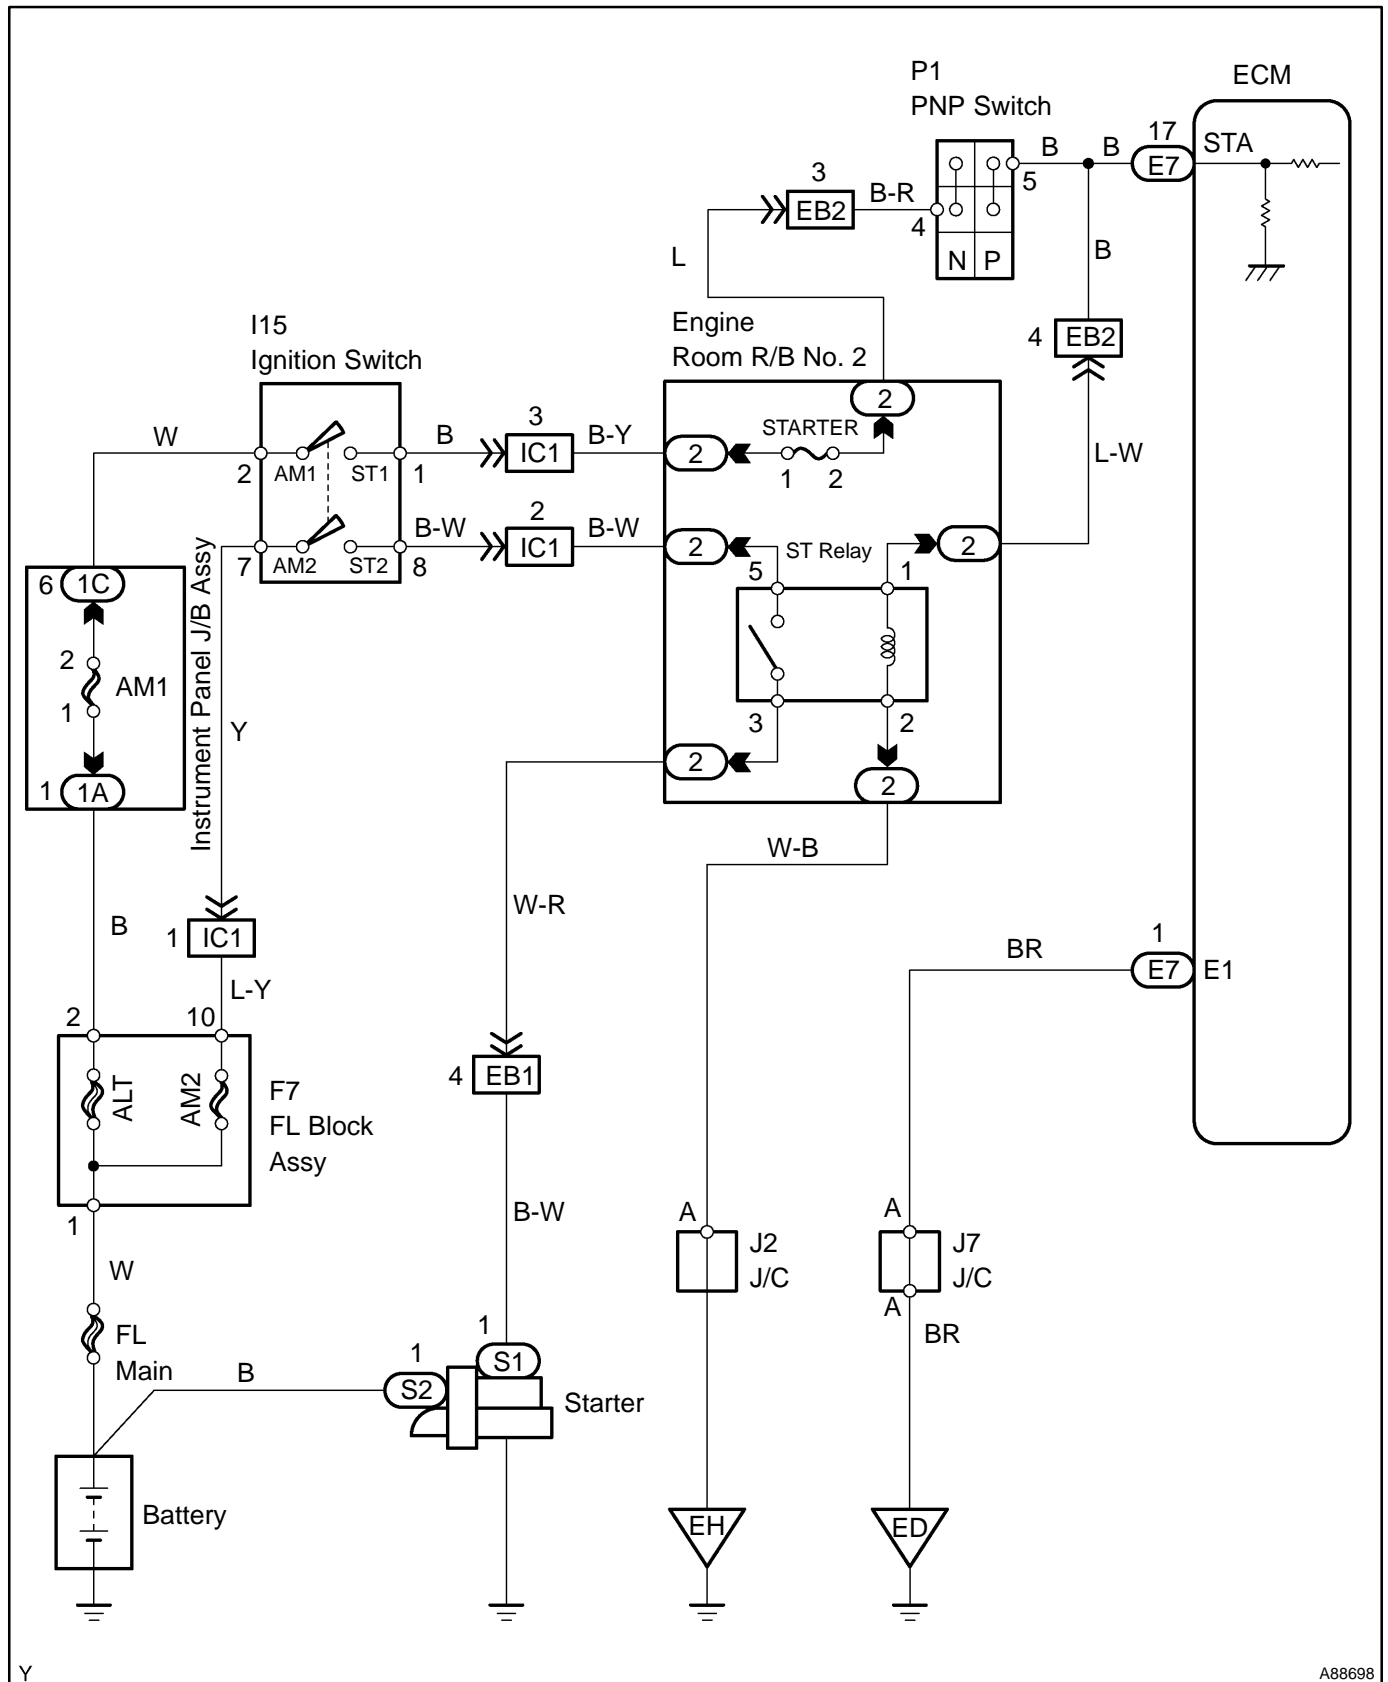 P1
PNP Switch
ECM
17
E7
STA
B
B
5
3
EB2
B-R
4
N P
L
B
4
EB2
I15
Ignition Switch
Engine
Room R/B No. 2
2
W
2
AM1
ST1
1
B
3
IC1
B-Y
2
STARTER
1 2
L-W
7
AM2
ST2
8
B-W
2
IC1
B-W
2
ST Relay
5
1
2
6
1C
2
1
AM1
1
1A
Instrument Panel J/B Assy
Y
3
2
2
2
W-B
W-R
B
1
IC1
L-Y
BR
1
E7
E1
2
10
ALT
AM2
F7
FL Block
Assy
1
4
EB1
B-W
W
FL
Main
B
1
S2
1
S1
Starter
A
J2
J/C
A
J7
J/C
A
BR
Battery
EH
ED
Y
A88698